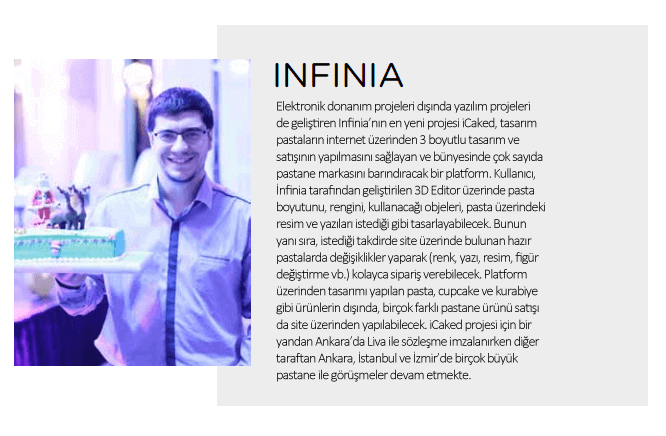 INFINIA
Elektronik donanım projeleri dışında yazılım projeleri
de geliştiren Infinia’nın en yeni projesi iCaked, tasarım
pastaların internet üzerinden 3 boyutlu tasarım ve
satışının yapılmasını sağlayan ve bünyesinde çok sayıda
pastane markasını barındıracak bir platform. Kullanıcı,
İnfinia tarafından geliştirilen 3D Editor üzerinde pasta
boyutunu, rengini, kullanacağı objeleri, pasta üzerindeki
resim ve yazıları istediği gibi tasarlayabilecek. Bunun
yanı sıra, istediği takdirde site üzerinde bulunan hazır
pastalarda değişiklikler yaparak (renk, yazı, resim, figür
değiştirme vb.) kolayca sipariş verebilecek. Platform
üzerinden tasarımı yapılan pasta, cupcake ve kurabiye
gibi ürünlerin dışında, birçok farklı pastane ürünü satışı
da site üzerinden yapılabilecek. iCaked projesi için bir
yandan Ankara’da Liva ile sözleşme imzalanırken diğer
taraftan Ankara, İstanbul ve İzmir’de birçok büyük
pastane ile görüşmeler devam etmekte.